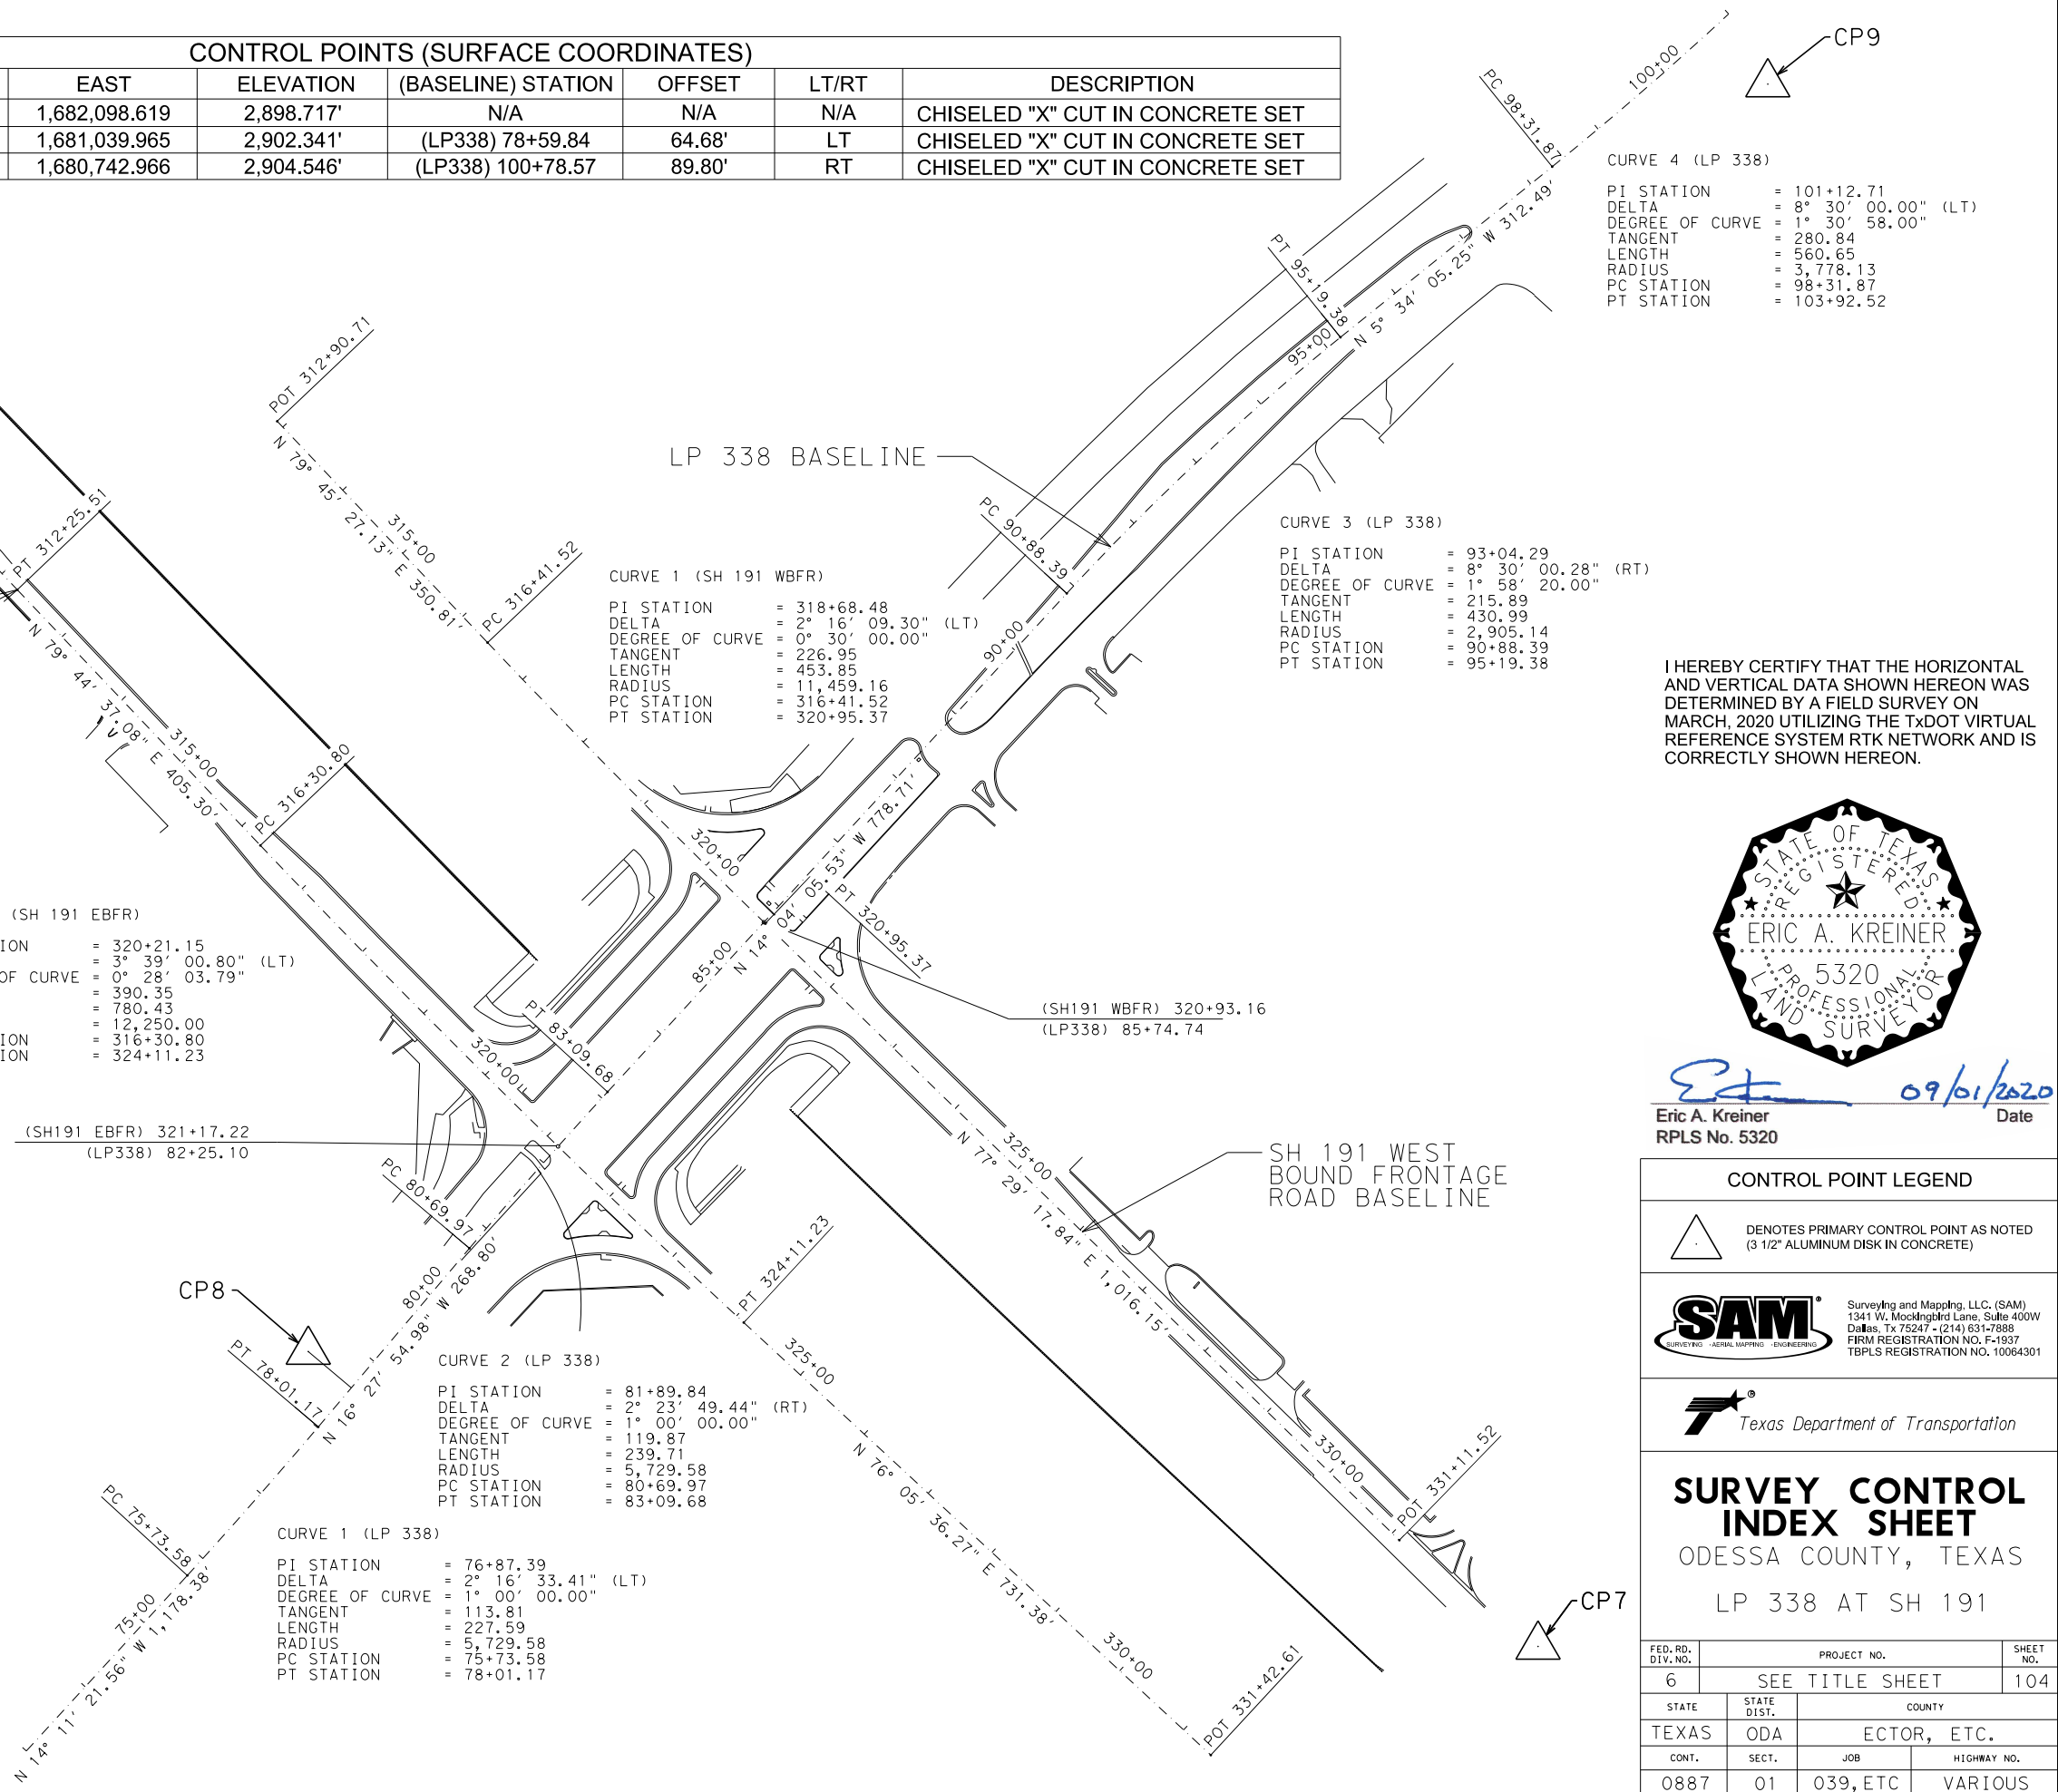 CONTROL POINTS (SURFACE COORDINATES)
EAST ELEVATION (BASELINE) STATION OFFSET LT/RT DESCRIPTION
1,682,098.619 2,898.717' N/A N/A N/A CHISELED "X" CUT IN CONCRETE SET
1,681,039.965 2,902.341' (LP338) 78+59.84 64.68' LT CHISELED "X" CUT IN CONCRETE SET
1,680,742.966 2,904.546' (LP338) 100+78.57 89.80' RT CHISELED "X" CUT IN CONCRETE SET
CP9
100+00
PC 98+31.87
CURVE 4 (LP 338)
PI STATION = 101+12.71
DELTA = 8° 30' 00.00" (LT)
DEGREE OF CURVE = 1° 30' 58.00"
TANGENT = 280.84
LENGTH = 560.65
RADIUS = 3,778.13
PC STATION = 98+31.87
PT STATION = 103+92.52
N 5° 34' 05.25" W 312.49'
PT 95+19.38
95+00
POT 312+90.71
N 79° 45' 27.13" E 350.81'
315+00
LP 338 BASELINE
PC 90+88.39
PC 316+41.52
PT 312+25.51
CURVE 3 (LP 338)
PI STATION = 93+04.29
DELTA = 8° 30' 00.28" (RT)
DEGREE OF CURVE = 1° 58' 20.00"
TANGENT = 215.89
LENGTH = 430.99
RADIUS = 2,905.14
PC STATION = 90+88.39
PT STATION = 95+19.38
CURVE 1 (SH 191 WBFR)
PI STATION = 318+68.48
DELTA = 2° 16' 09.30" (LT)
DEGREE OF CURVE = 0° 30' 00.00"
TANGENT = 226.95
LENGTH = 453.85
RADIUS = 11,459.16
PC STATION = 316+41.52
PT STATION = 320+95.37
90+00
N 79° 44' 37.08" E 405.30'
315+00
PC 316+30.80
I HEREBY CERTIFY THAT THE HORIZONTAL
AND VERTICAL DATA SHOWN HEREON WAS
DETERMINED BY A FIELD SURVEY ON
MARCH, 2020 UTILIZING THE TxDOT VIRTUAL
REFERENCE SYSTEM RTK NETWORK AND IS
CORRECTLY SHOWN HEREON.
STATE OF TEXAS
REGISTERED
ERIC A. KREINER
5320
PROFESSIONAL
LAND SURVEYOR
320+00
N 14° 04' 05.53" W 778.71'
PT 320+95.37
85+00
(SH 191 EBFR)
ION = 320+21.15
= 3° 39' 00.80" (LT)
OF CURVE = 0° 28' 03.79"
= 390.35
= 780.43
= 12,250.00
ION = 316+30.80
ION = 324+11.23
(SH191 WBFR) 320+93.16
(LP338) 85+74.74
PT 83+09.68
320+00
09/01/2020
Eric A. Kreiner Date
RPLS No. 5320
(SH191 EBFR) 321+17.22
(LP338) 82+25.10
PC 80+69.97
325+00
N 77° 29' 17.84" E 1,016.15'
SH 191 WEST
BOUND FRONTAGE
ROAD BASELINE
CONTROL POINT LEGEND
DENOTES PRIMARY CONTROL POINT AS NOTED
(3 1/2" ALUMINUM DISK IN CONCRETE)
CP8
80+00
N 16° 27' 54.98" W 268.80'
PT 78+01.17
PT 324+11.23
325+00
SAM®
SURVEYING - AERIAL MAPPING - ENGINEERING
Surveying and Mapping, LLC. (SAM)
1341 W. Mockingbird Lane, Suite 400W
Dallas, Tx 75247 - (214) 631-7888
FIRM REGISTRATION NO. F-1937
TBPLS REGISTRATION NO. 10064301
®
Texas Department of Transportation
CURVE 2 (LP 338)
PI STATION = 81+89.84
DELTA = 2° 23' 49.44" (RT)
DEGREE OF CURVE = 1° 00' 00.00"
TANGENT = 119.87
LENGTH = 239.71
RADIUS = 5,729.58
PC STATION = 80+69.97
PT STATION = 83+09.68
N 76° 05' 36.27" E 731.38'
330+00
POT 331+11.52
PC 75+73.58
75+00
N 14° 11' 21.56" W 1,178.38'
CURVE 1 (LP 338)
PI STATION = 76+87.39
DELTA = 2° 16' 33.41" (LT)
DEGREE OF CURVE = 1° 00' 00.00"
TANGENT = 113.81
LENGTH = 227.59
RADIUS = 5,729.58
PC STATION = 75+73.58
PT STATION = 78+01.17
330+00
POT 331+42.61
CP7
SURVEY CONTROL
INDEX SHEET
ODESSA COUNTY, TEXAS
LP 338 AT SH 191
FED.RD. DIV.NO. PROJECT NO. SHEET NO.
6 SEE TITLE SHEET 104
STATE STATE DIST. COUNTY
TEXAS ODA ECTOR, ETC.
CONT. SECT. JOB HIGHWAY NO.
0887 01 039,ETC VARIOUS